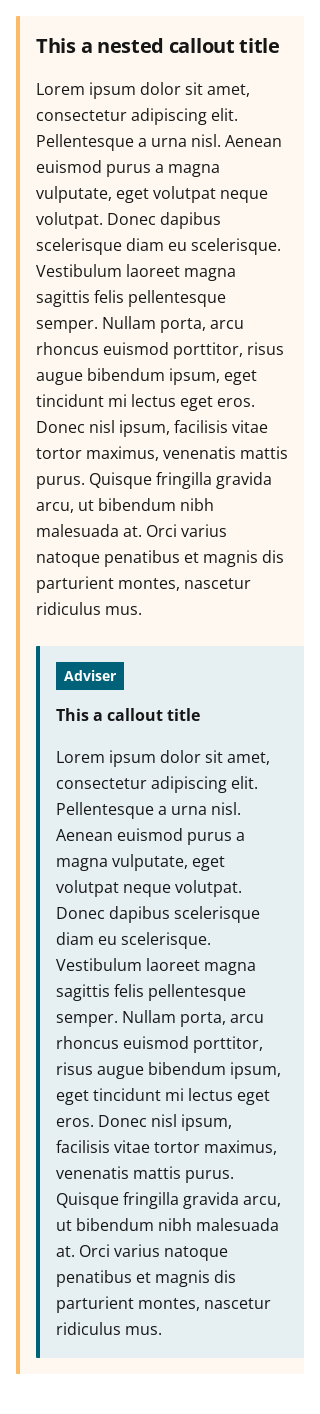 This a nested callout title
Lorem ipsum dolor sit amet,
consectetur adipiscing elit.
Pellentesque a urna nisl. Aenean
euismod purus a magna
vulputate, eget volutpat neque
volutpat. Donec dapibus
scelerisque diam eu scelerisque.
Vestibulum laoreet magna
sagittis felis pellentesque
semper. Nullam porta, arcu
rhoncus euismod porttitor, risus
augue bibendum ipsum, eget
tincidunt mi lectus eget eros.
Donec nisl ipsum, facilisis vitae
tortor maximus, venenatis mattis
purus. Quisque fringilla gravida
arcu, ut bibendum nibh
malesuada at. Orci varius
natoque penatibus et magnis dis
parturient montes, nascetur
ridiculus mus.
Adviser
This a callout title
Lorem ipsum dolor sit amet,
consectetur adipiscing elit.
Pellentesque a urna nisl.
Aenean euismod purus a
magna vulputate, eget
volutpat neque volutpat.
Donec dapibus scelerisque
diam eu scelerisque.
Vestibulum laoreet magna
sagittis felis pellentesque
semper. Nullam porta, arcu
rhoncus euismod porttitor,
risus augue bibendum ipsum,
eget tincidunt mi lectus eget
eros. Donec nisl ipsum,
facilisis vitae tortor maximus,
venenatis mattis purus.
Quisque fringilla gravida arcu,
ut bibendum nibh malesuada
at. Orci varius natoque
penatibus et magnis dis
parturient montes, nascetur
ridiculus mus.